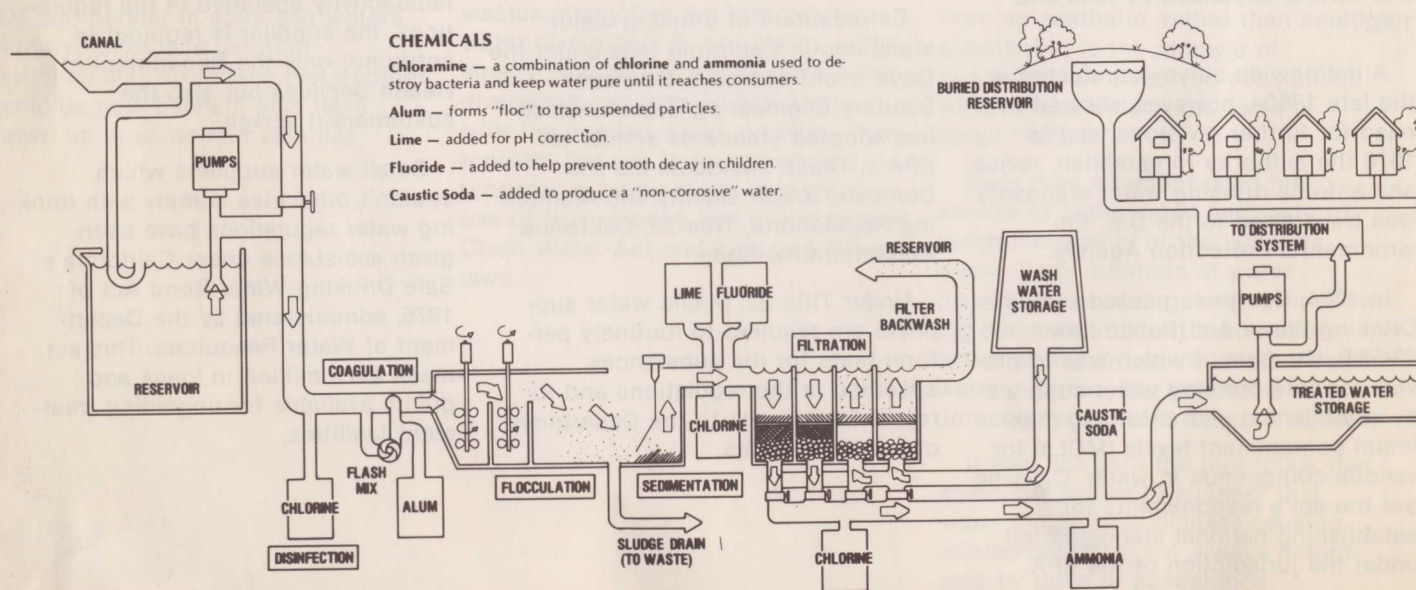 CANAL
CHEMICALS
Chloramine — a combination of chlorine and ammonia used to de-
stroy bacteria and keep water pure until it reaches consumers.
Alum — forms “floc” to trap suspended particles.
Lime — added for pH correction.
Fluoride — added to help prevent tooth decay in children.
Caustic Soda — added to produce a “non-corrosive” water.
PUMPS
RESERVOIR
CHLORINE
DISINFECTION
COAGULATION
FLASH
MIX
ALUM
FLOCCULATION
SLUDGE DRAIN
(TO WASTE)
SEDIMENTATION
LIME
FLUORIDE
CHLORINE
FILTRATION
CHLORINE
RESERVOIR
FILTER
BACKWASH
WASH
WATER
STORAGE
CAUSTIC
SODA
AMMONIA
BURIED DISTRIBUTION
RESERVOIR
TO DISTRIBUTION
SYSTEM
PUMPS
TREATED WATER
STORAGE